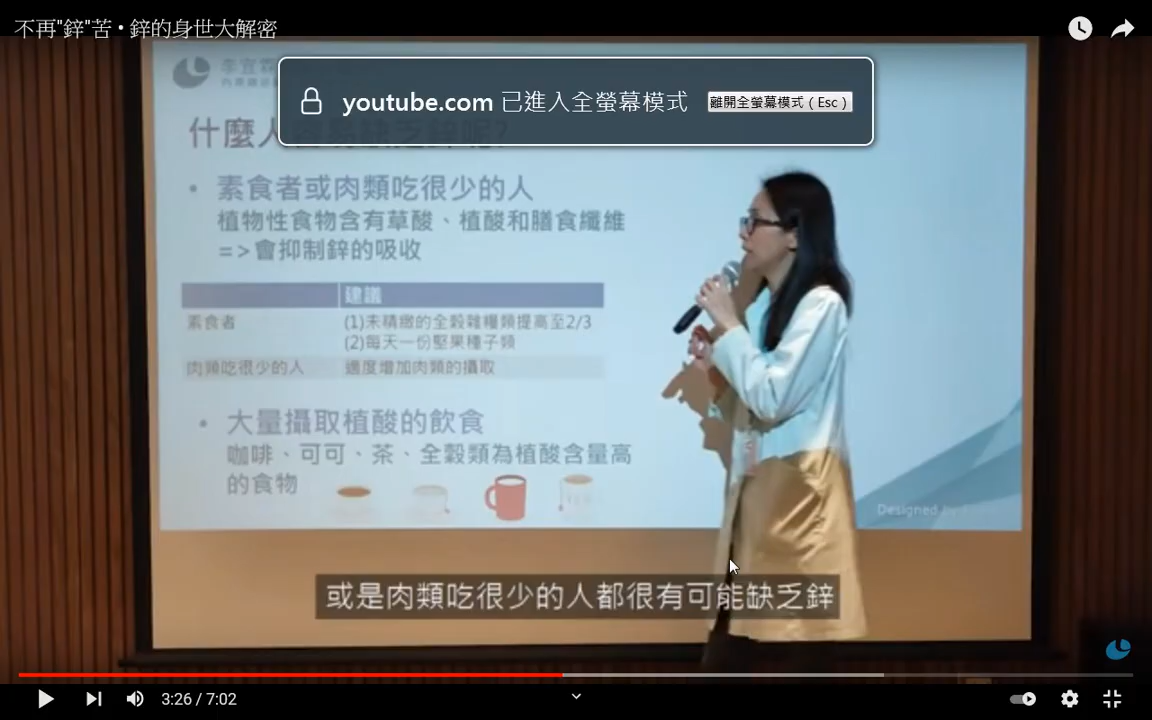 不再"鋅"苦 • 鋅的身世大解密
youtube.com 已進入全螢幕模式
離開全螢幕模式 ( Esc )
李宜霖
什麼人容易缺乏鋅呢?
• 素食者或肉類吃很少的人
植物性食物含有草酸、植酸和膳食纖維
=>會抑制鋅的吸收
建議
素食者
(1)未精緻的全穀雜糧類提高至2/3
(2)每天一份堅果種子類
肉類吃很少的人
適度增加肉類的攝取
• 大量攝取植酸的飲食
咖啡、可可、茶、全穀類為植酸含量高
的食物
Designed
或是肉類吃很少的人都很有可能缺乏鋅
3:26 / 7:02